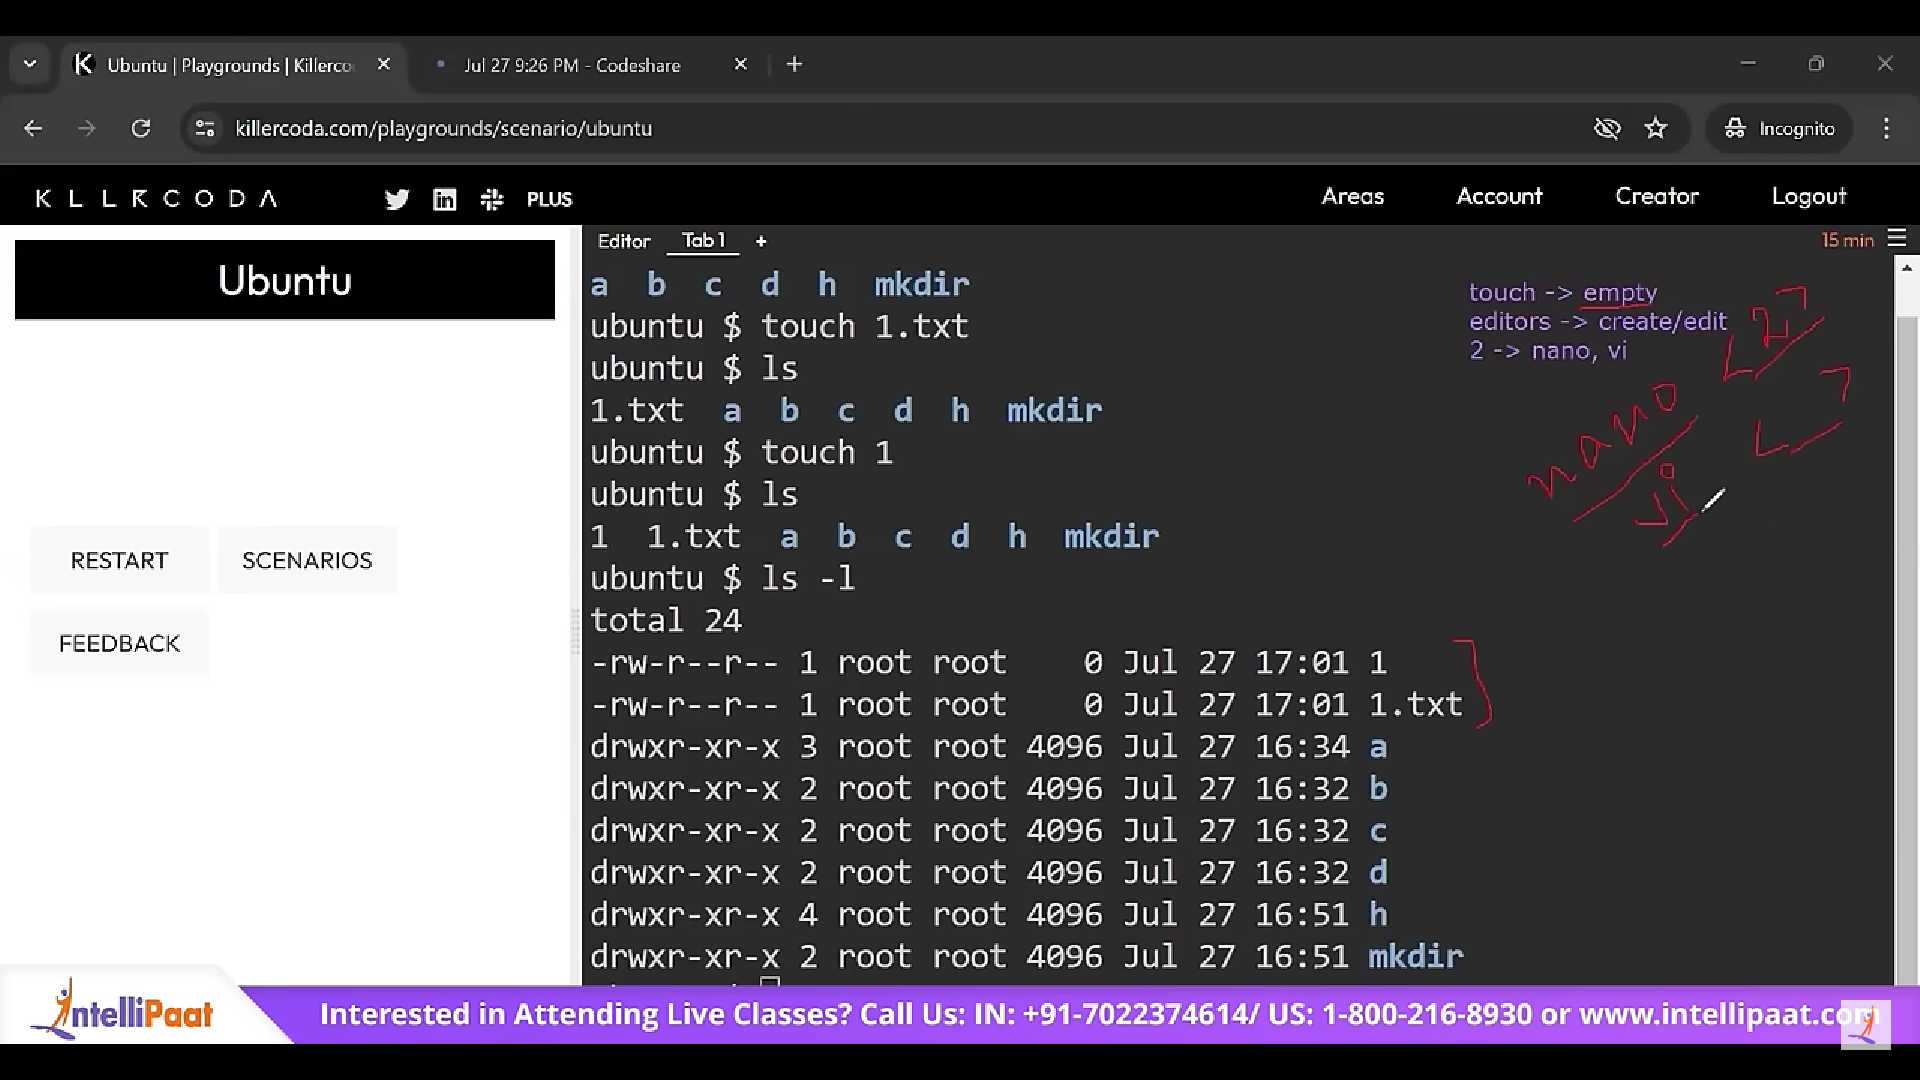 Ubuntu | Playgrounds | Killerco
Jul 27 9:26 PM - Codeshare
killercoda.com/playgrounds/scenario/ubuntu
Incognito
KLLRCODA
PLUS
Areas
Account
Creator
Logout
Ubuntu
RESTART
SCENARIOS
FEEDBACK
Editor
Tab 1
+
15 min
a b c d h mkdir
ubuntu $ touch 1.txt
ubuntu $ ls
1.txt a b c d h mkdir
ubuntu $ touch 1
ubuntu $ ls
1 1.txt a b c d h mkdir
ubuntu $ ls -l
total 24
-rw-r--r-- 1 root root 0 Jul 27 17:01 1
-rw-r--r-- 1 root root 0 Jul 27 17:01 1.txt
drwxr-xr-x 3 root root 4096 Jul 27 16:34 a
drwxr-xr-x 2 root root 4096 Jul 27 16:32 b
drwxr-xr-x 2 root root 4096 Jul 27 16:32 c
drwxr-xr-x 2 root root 4096 Jul 27 16:32 d
drwxr-xr-x 4 root root 4096 Jul 27 16:51 h
drwxr-xr-x 2 root root 4096 Jul 27 16:51 mkdir
touch -> empty
editors -> create/edit
2 -> nano, vi
2
nano
vi
IntelliPaat
Interested in Attending Live Classes? Call Us: IN: +91-7022374614/ US: 1-800-216-8930 or www.intellipaat.com